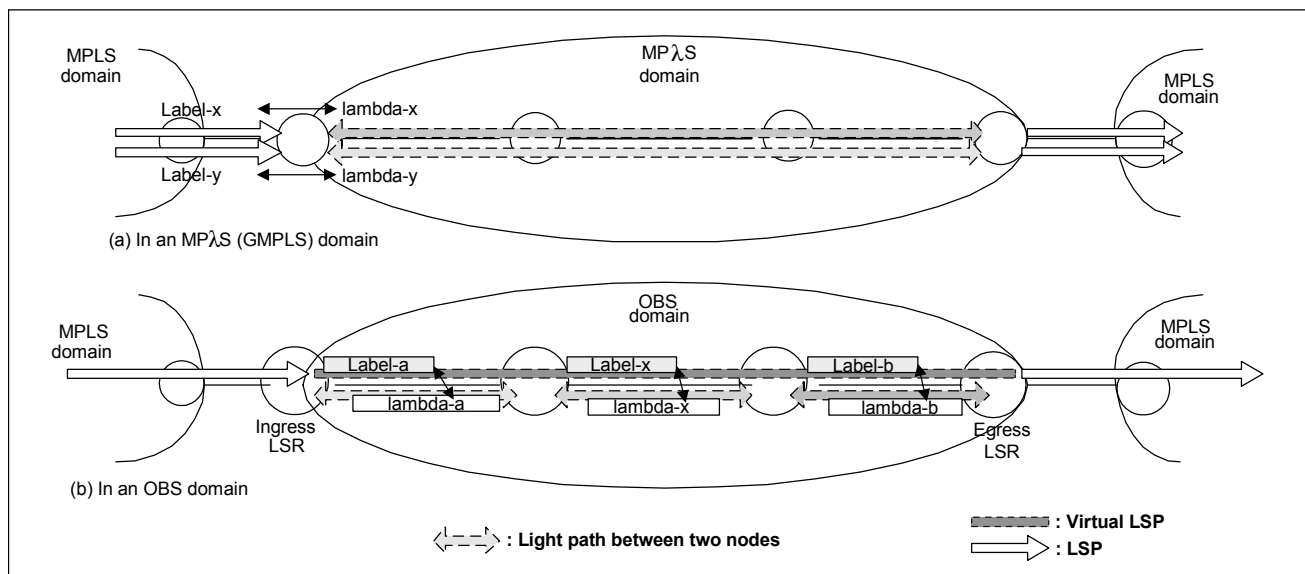 MPLS
domain
MPλS
domain
MPLS
domain
Label-x
lambda-x
Label-y
lambda-y
(a) In an MPλS (GMPLS) domain
OBS
domain
MPLS
domain
MPLS
domain
Label-a
Label-x
Label-b
lambda-a
lambda-x
lambda-b
Ingress
LSR
Egress
LSR
(b) In an OBS domain
: Light path between two nodes
: Virtual LSP
: LSP